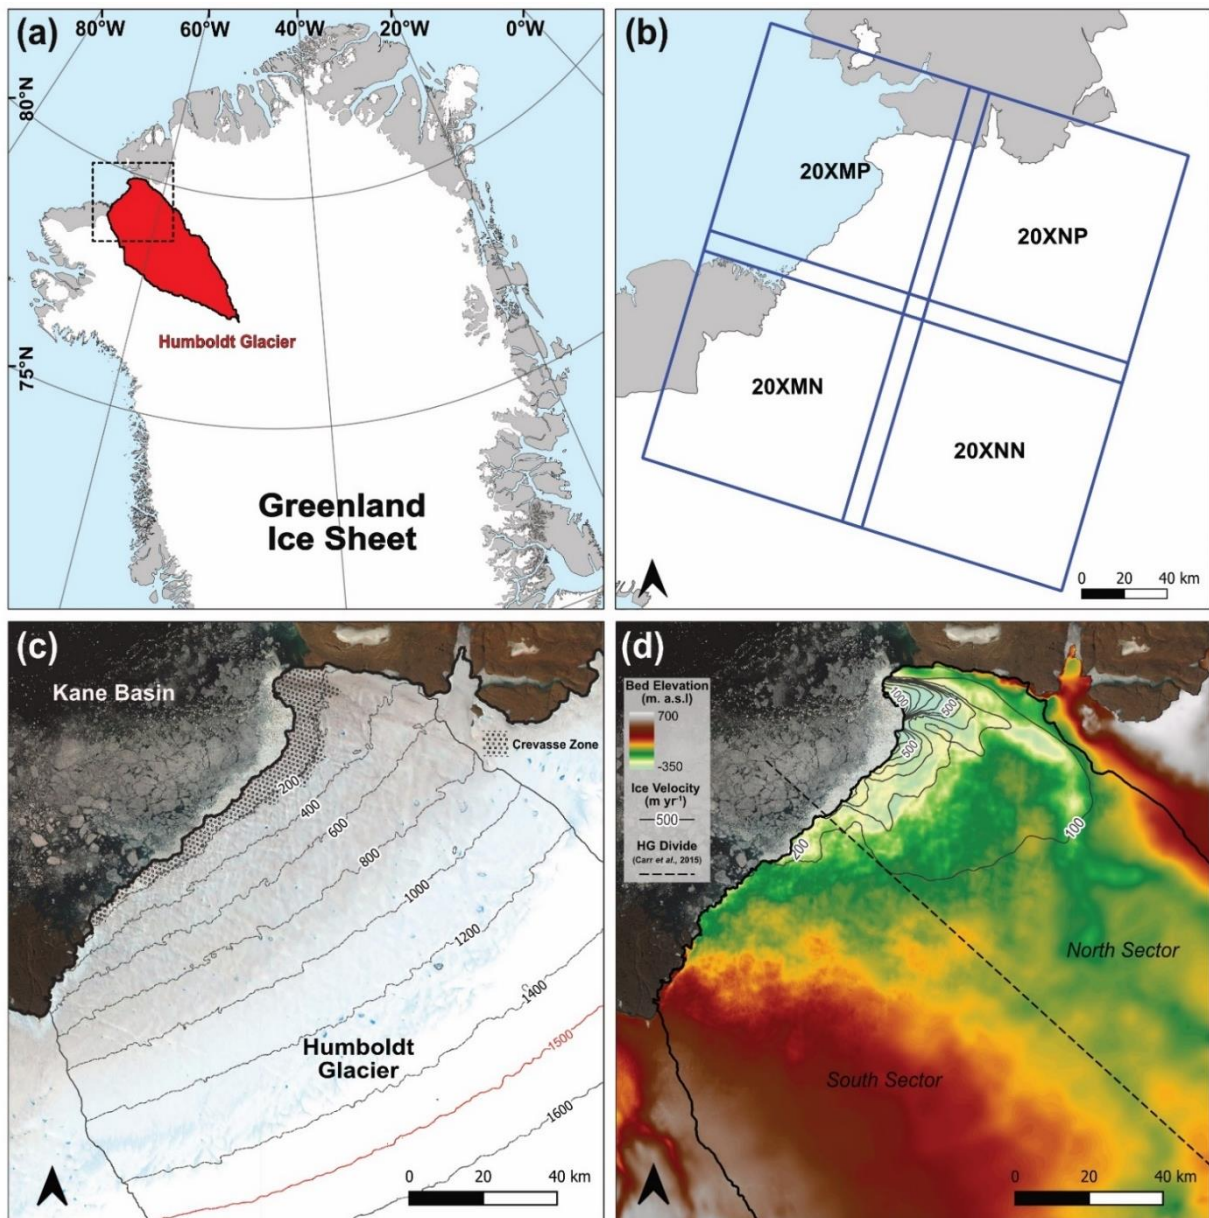 (a)
80°W
60°W
40°W
20°W
0°W
80°N
75°N
Humboldt Glacier
Greenland
Ice Sheet
(b)
20XMP
20XNP
20XMN
20XNN
0 20 40 km
(c)
Kane Basin
Crevasse Zone
200
400
600
800
1000
1200
1400
1500
1600
Humboldt
Glacier
0 20 40 km
(d)
Bed Elevation
(m. a.s.l)
700
-350
Ice Velocity
(m yr⁻¹)
500
HG Divide
(Carr et al., 2015)
1000
500
500
200
100
North Sector
South Sector
0 20 40 km